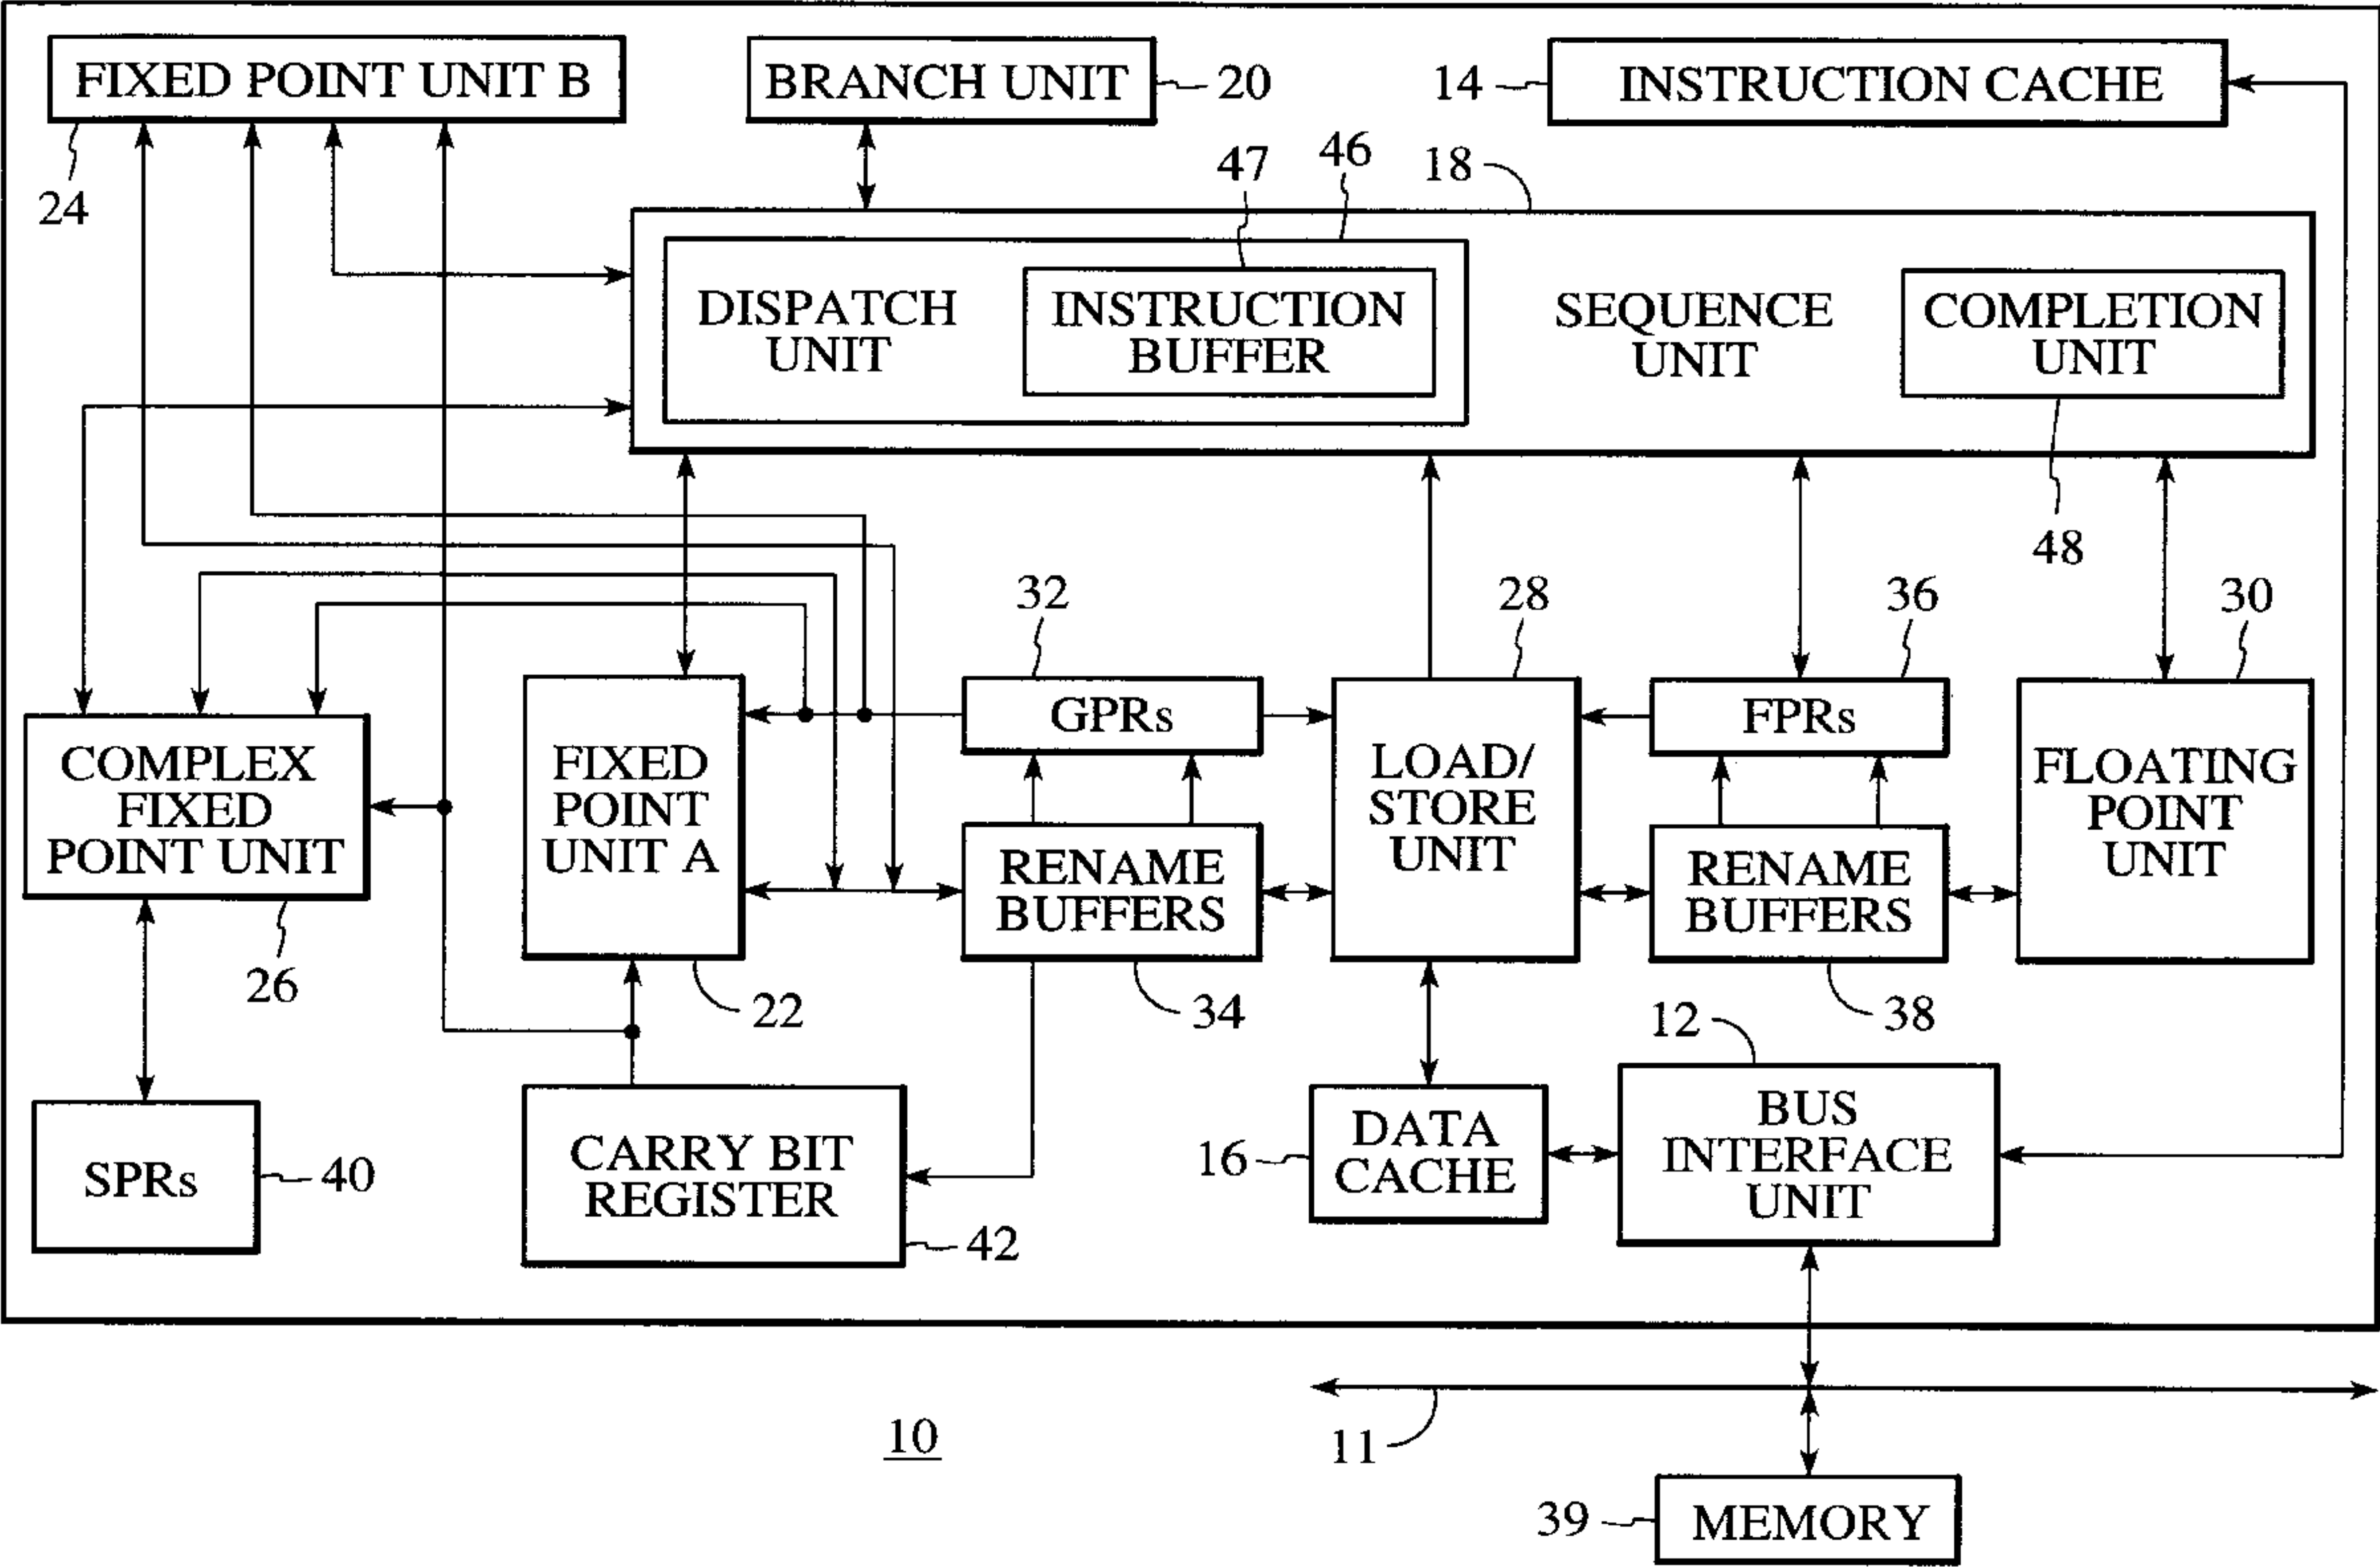 FIXED POINT UNIT B
24
BRANCH UNIT
20
14
INSTRUCTION CACHE
47
46
18
DISPATCH
UNIT
INSTRUCTION
BUFFER
SEQUENCE
UNIT
COMPLETION
UNIT
48
32
28
36
30
COMPLEX
FIXED
POINT UNIT
26
FIXED
POINT
UNIT A
22
GPRs
RENAME
BUFFERS
34
LOAD/
STORE
UNIT
FPRs
RENAME
BUFFERS
38
FLOATING
POINT
UNIT
SPRs
40
CARRY BIT
REGISTER
42
16
DATA
CACHE
12
BUS
INTERFACE
UNIT
10
11
39
MEMORY